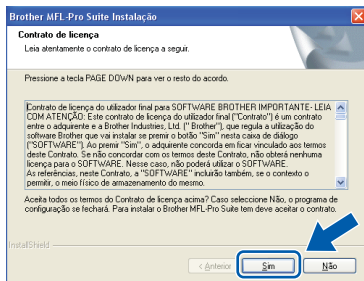 Brother MFL-Pro Suite Instalação
Contrato de licença
Leia atentamente o contrato de licença a seguir.
Pressione a tecla PAGE DOWN para ver o resto do acordo.
Contrato de licença do utilizador final para SOFTWARE BROTHER IMPORTANTE- LEIA
COM ATENÇÃO: Este contrato de licença do utilizador final ("Contrato") é um contrato
entre o adquirente e a Brother Industries, Ltd. ("Brother"), que regula a utilização do
software Brother que vai instalar se premir o botão "Sim" nesta caixa de diálogo
("SOFTWARE"). Ao premir "Sim", o adquirente concorda em ficar vinculado aos termos
deste Contrato. Se não concordar com os termos deste Contrato, não obterá nenhuma
licença para o SOFTWARE. Nesse caso, não poderá utilizar o SOFTWARE.
As referências, neste Contrato, a "SOFTWARE" incluirão também, se o contexto o
permitir, o meio físico de armazenamento do mesmo.
Aceita todos os termos do Contrato de licença acima? Caso seleccione Não, o programa de
configuração se fechará. Para instalar o Brother MFL-Pro Suite tem deve aceitar o contrato.
InstallShield
< Anterior
Sim
Não